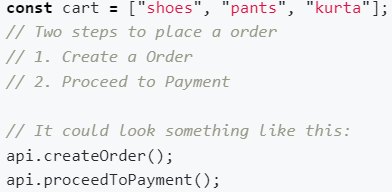 const cart = ["shoes", "pants", "kurta"];
// Two steps to place a order
// 1. Create a Order
// 2. Proceed to Payment
// It could look something like this:
api.createOrder();
api.proceedToPayment();